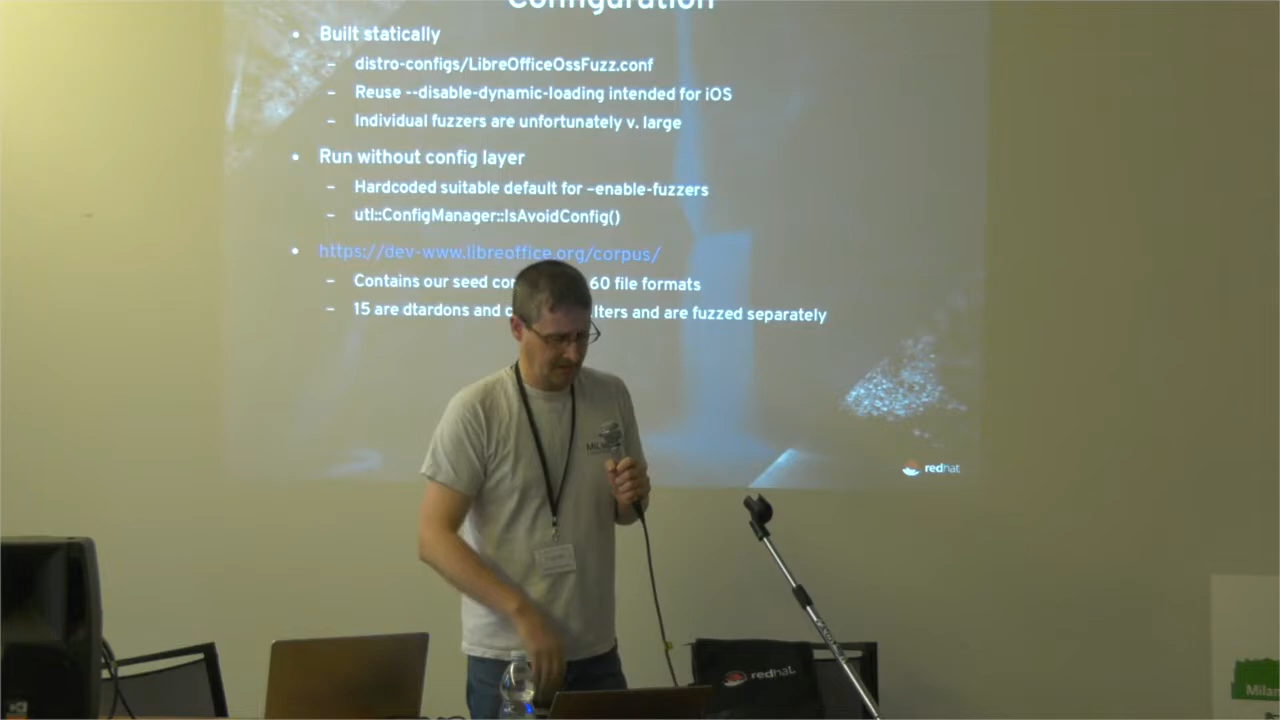 Configuration
Built statically
– distro-configs/LibreOfficeOssFuzz.conf
– Reuse --disable-dynamic-loading intended for iOS
– Individual fuzzers are unfortunately v. large
Run without config layer
– Hardcoded suitable default for –enable-fuzzers
– utl::ConfigManager::IsAvoidConfig()
https://dev-www.libreoffice.org/corpus/
– Contains our seed 60 file formats
– 15 are dtardons and and are fuzzed separately
redhat
redhat.
Milan